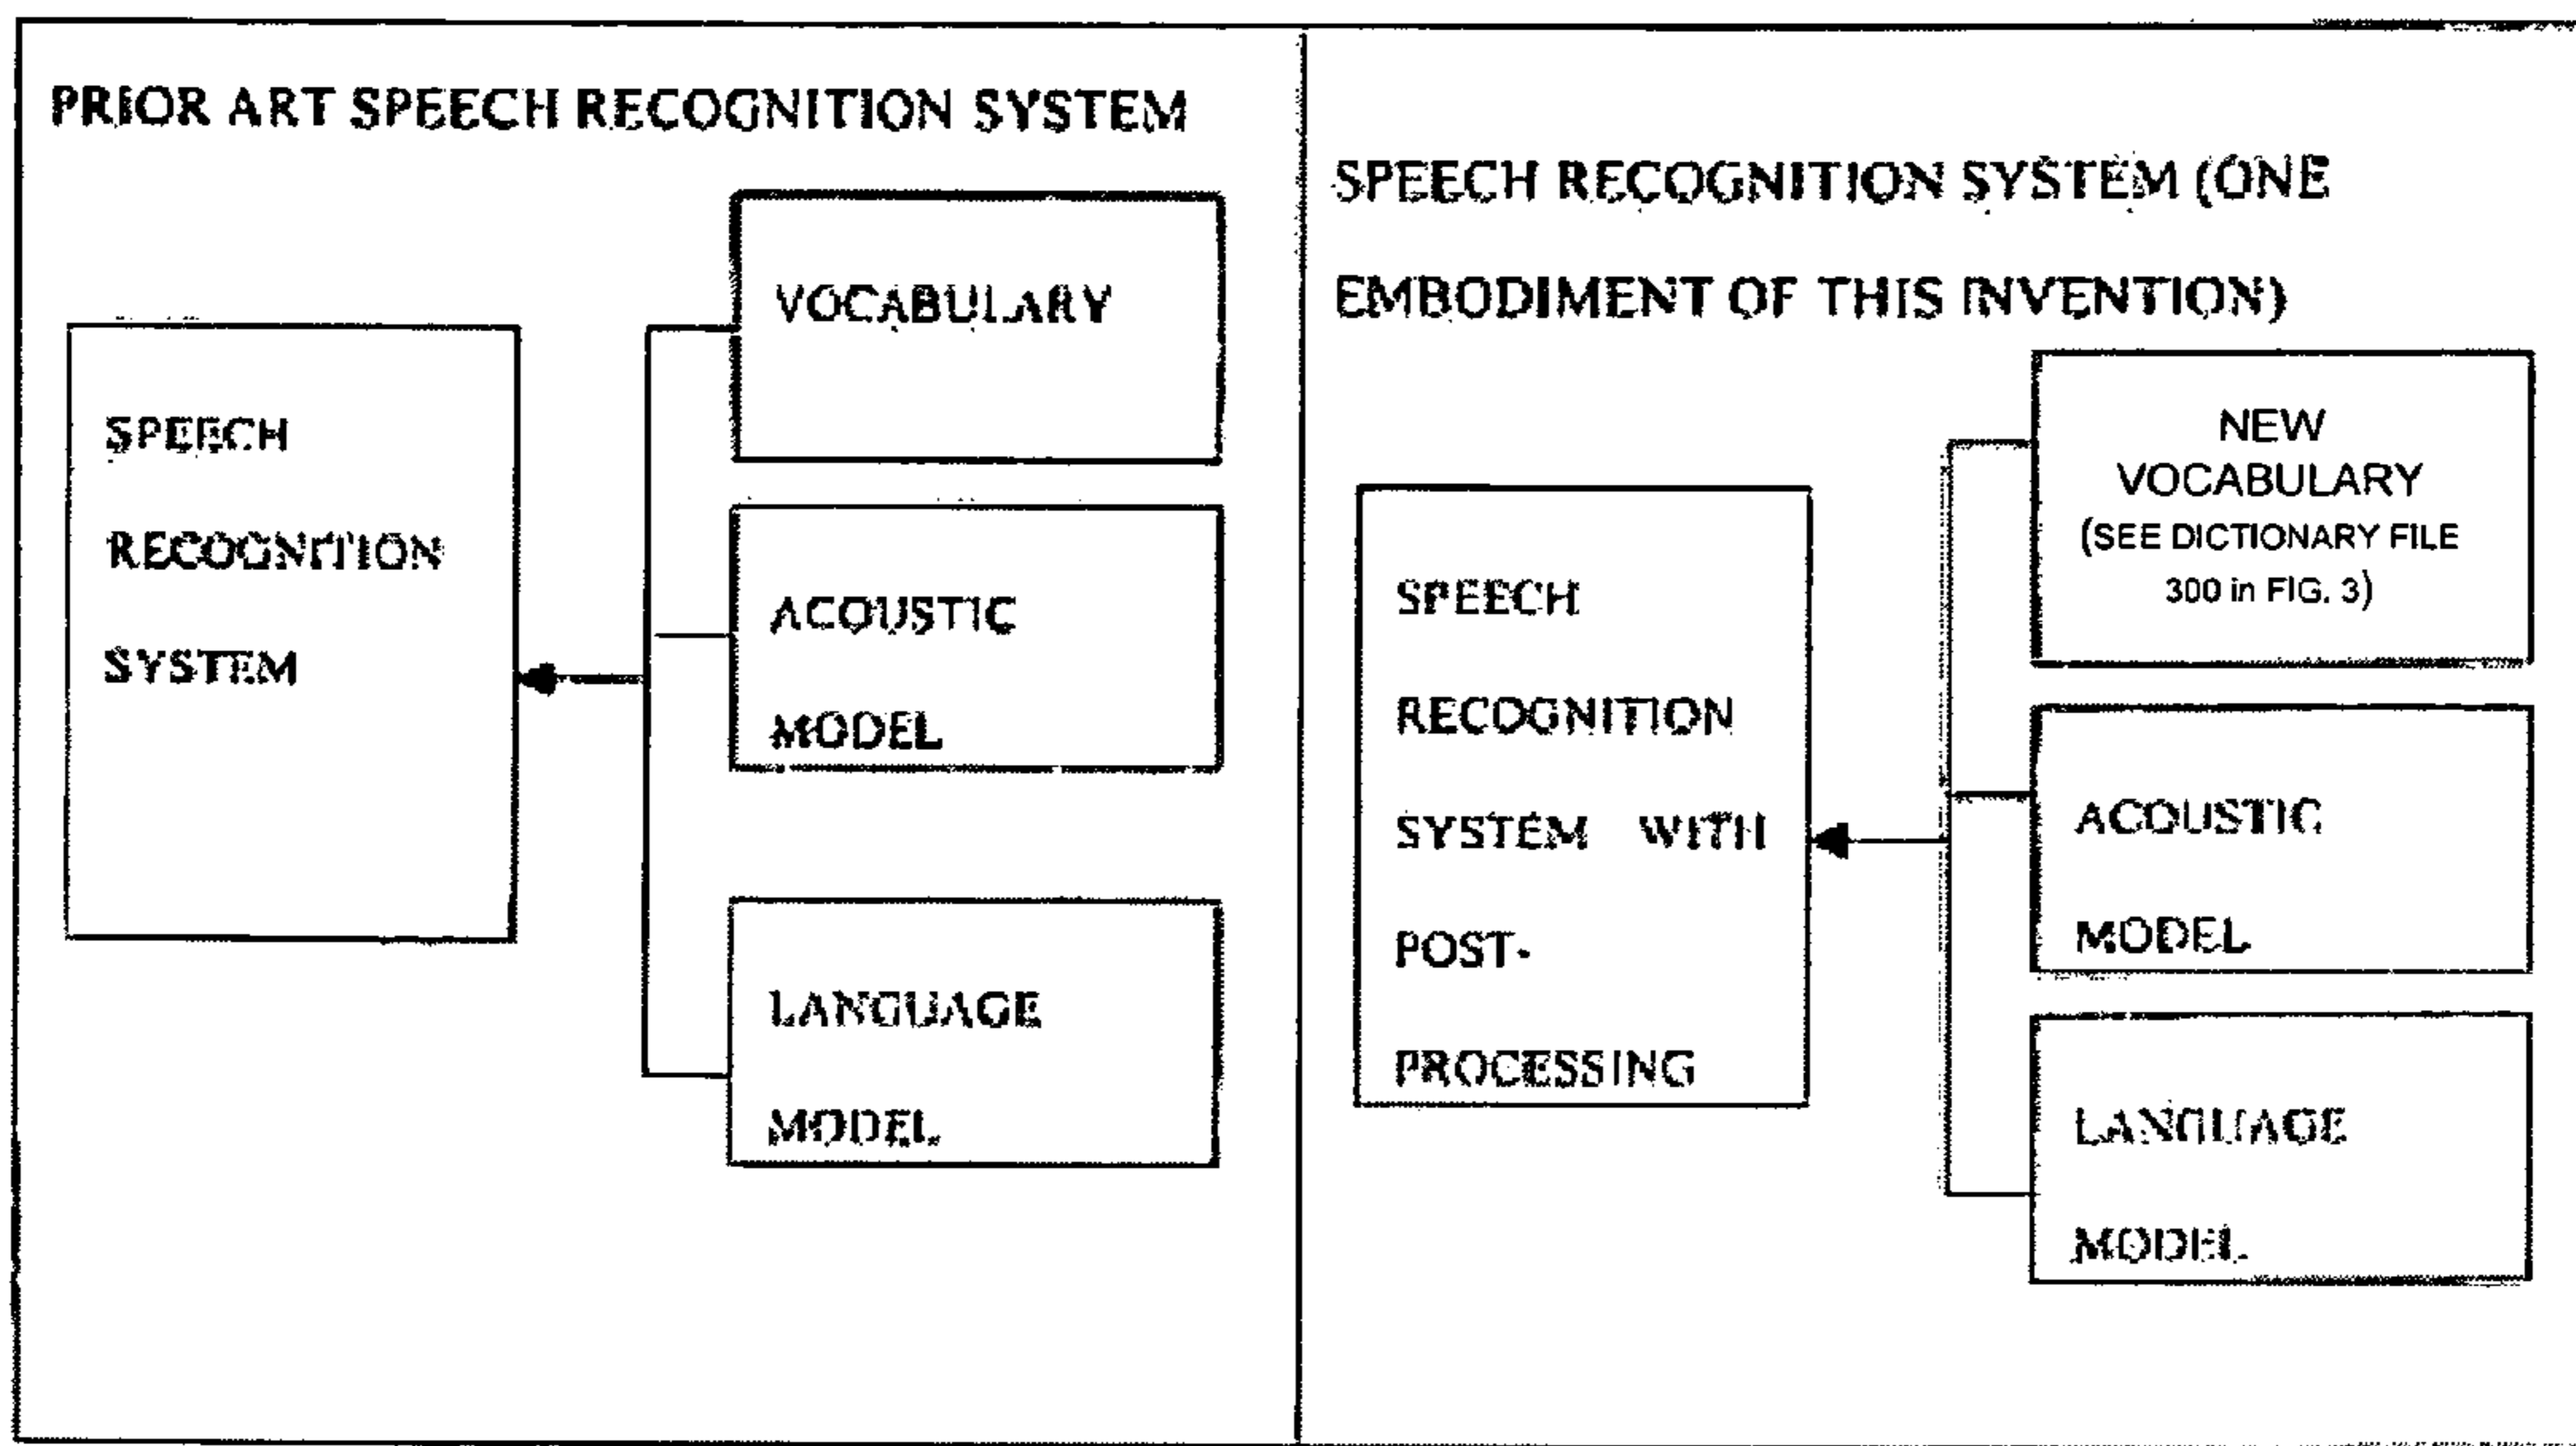 PRIOR ART SPEECH RECOGNITION SYSTEM
VOCABULARY
SPEECH
RECOGNITION
SYSTEM
ACOUSTIC
MODEL
LANGUAGE
MODEL
SPEECH RECOGNITION SYSTEM (ONE
EMBODIMENT OF THIS INVENTION)
NEW
VOCABULARY
(SEE DICTIONARY FILE
300 in FIG. 3)
SPEECH
RECOGNITION
SYSTEM WITH
POST-
PROCESSING
ACOUSTIC
MODEL
LANGUAGE
MODEL